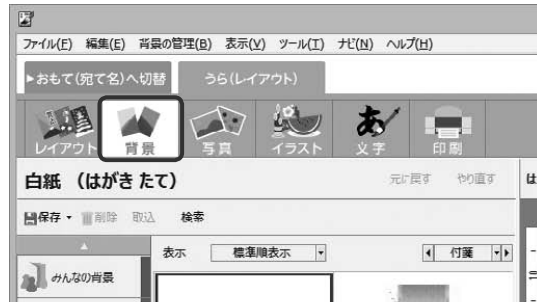 ファイル(F) 編集(E) 背景の管理(B) 表示(V) ツール(T) ナビ(N) ヘルプ(H)
▶おもて(宛て名)へ切替 うら(レイアウト)
レイアウト 背景 写真 イラスト 文字 印刷
あ
白紙 (はがき たて) 元に戻す やり直す は
保存 削除 取込 検索
表示 標準順表示 付箋
みんなの背景